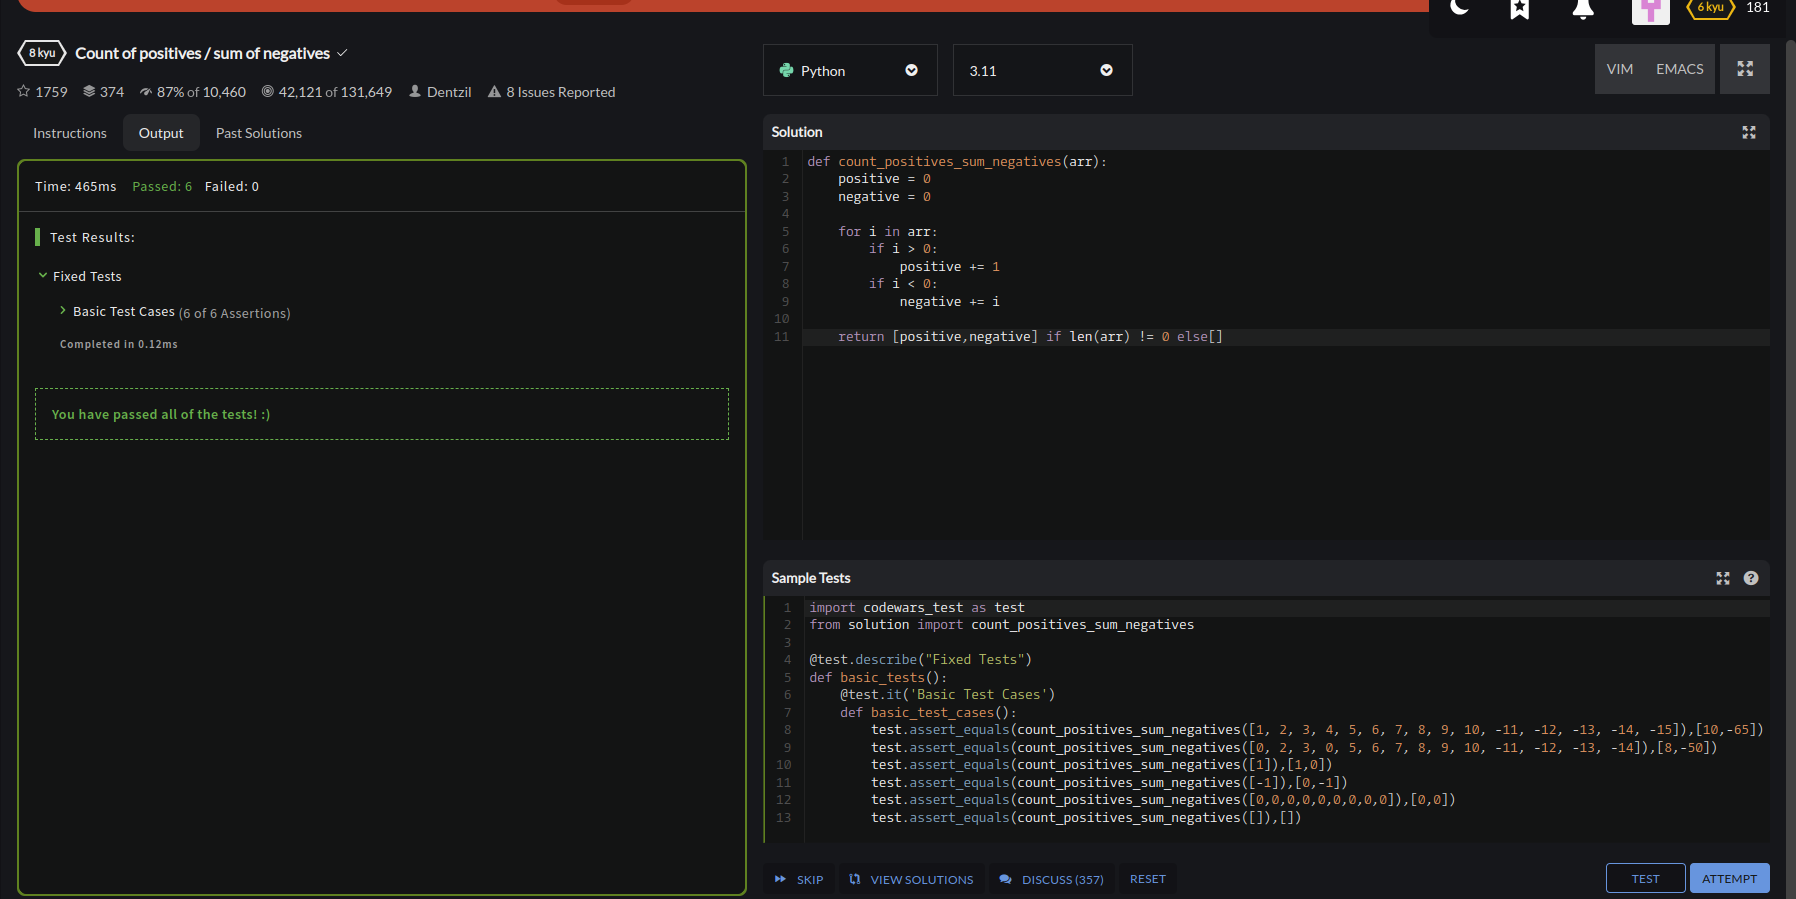 6 kyu 181
8 kyu Count of positives / sum of negatives
1759 374 87% of 10,460 42,121 of 131,649 Dentzil 8 Issues Reported
Instructions Output Past Solutions
Time: 465ms Passed: 6 Failed: 0
Test Results:
Fixed Tests
Basic Test Cases (6 of 6 Assertions)
Completed in 0.12ms
You have passed all of the tests! :)
Python 3.11 VIM EMACS
Solution
1 def count_positives_sum_negatives(arr):
2     positive = 0
3     negative = 0
4
5     for i in arr:
6         if i > 0:
7             positive += 1
8         if i < 0:
9             negative += i
10
11     return [positive,negative] if len(arr) != 0 else[]
Sample Tests
1 import codewars_test as test
2 from solution import count_positives_sum_negatives
3
4 @test.describe("Fixed Tests")
5 def basic_tests():
6     @test.it('Basic Test Cases')
7     def basic_test_cases():
8         test.assert_equals(count_positives_sum_negatives([1, 2, 3, 4, 5, 6, 7, 8, 9, 10, -11, -12, -13, -14, -15]),[10,-65])
9         test.assert_equals(count_positives_sum_negatives([0, 2, 3, 0, 5, 6, 7, 8, 9, 10, -11, -12, -13, -14]),[8,-50])
10         test.assert_equals(count_positives_sum_negatives([1]),[1,0])
11         test.assert_equals(count_positives_sum_negatives([-1]),[0,-1])
12         test.assert_equals(count_positives_sum_negatives([0,0,0,0,0,0,0,0,0]),[0,0])
13         test.assert_equals(count_positives_sum_negatives([]),[])
SKIP VIEW SOLUTIONS DISCUSS (357) RESET TEST ATTEMPT